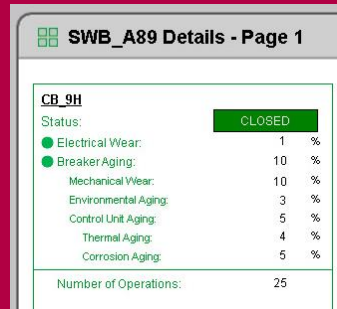 SWB_A89 Details - Page 1
CB_9H
Status: CLOSED
Electrical Wear: 1 %
Breaker Aging: 10 %
Mechanical Wear: 10 %
Environmental Aging: 3 %
Control Unit Aging: 5 %
Thermal Aging: 4 %
Corrosion Aging: 5 %
Number of Operations: 25